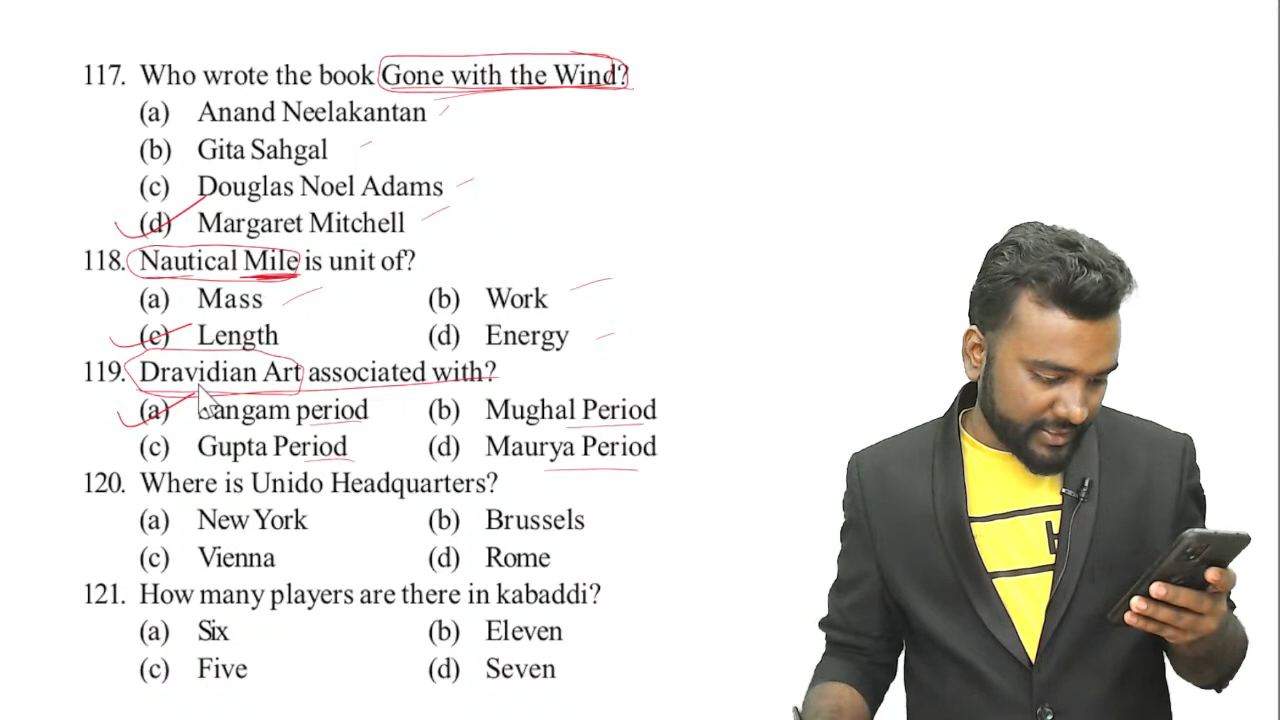 117. Who wrote the book Gone with the Wind?
(a) Anand Neelakantan
(b) Gita Sahgal
(c) Douglas Noel Adams
(d) Margaret Mitchell
118. Nautical Mile is unit of?
(a) Mass (b) Work
(c) Length (d) Energy
119. Dravidian Art associated with?
(a) Sangam period (b) Mughal Period
(c) Gupta Period (d) Maurya Period
120. Where is Unido Headquarters?
(a) New York (b) Brussels
(c) Vienna (d) Rome
121. How many players are there in kabaddi?
(a) Six (b) Eleven
(c) Five (d) Seven